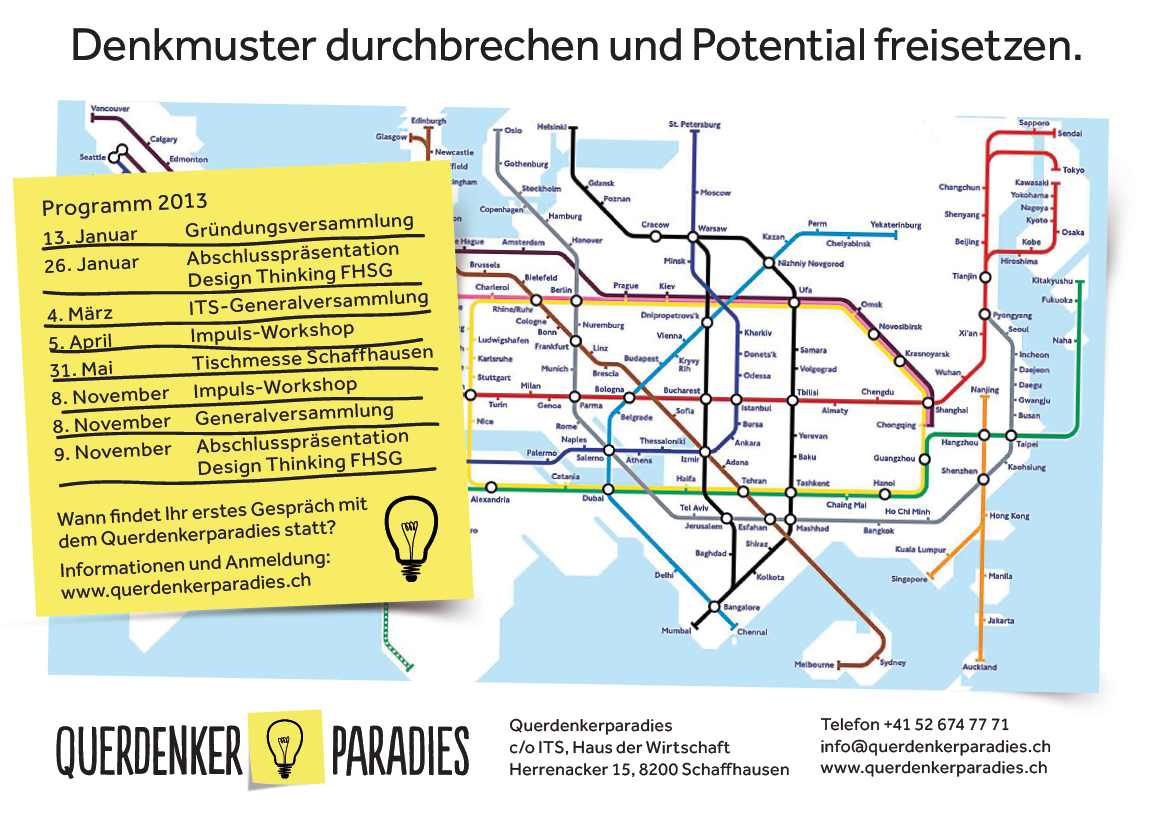 Denkmuster durchbrechen und Potential freisetzen.
Programm 2013
13. Januar Gründungsversammlung
26. Januar Abschlusspräsentation
Design Thinking FHSG
4. März ITS-Generalversammlung
5. April Impuls-Workshop
31. Mai Tischmesse Schaffhausen
8. November Impuls-Workshop
8. November Generalversammlung
9. November Abschlusspräsentation
Design Thinking FHSG
Wann findet Ihr erstes Gespräch mit
dem Querdenkerparadies statt?
Informationen und Anmeldung:
www.querdenkerparadies.ch
Vancouver
Calgary
Seattle
Edmonton
Edinburgh
Glasgow
Newcastle
ffield
ingham
Oslo
Helsinki
St. Petersburg
Gothenburg
Stockholm
Copenhagen
Hamburg
Hanover
Gdansk
Poznan
Moscow
Cracow
Warsaw
Minsk
Kazan
Perm
Yekaterinburg
Chelyabinsk
Nizhniy Novgorod
Sapporo
Sendai
Tokyo
Changchun
Kawasaki
Yokohama
Nagoya
Kyoto
Osaka
Shenyang
Beijing
Kobe
Hiroshima
Tianjin
Kitakyushu
Fukuoka
Naha
e Hague
Amsterdam
Brussels
Bielefeld
Charleroi
Berlin
Prague
Kiev
Ufa
Omsk
Rhine/Ruhr
Cologne
Bonn
Frankfurt
Nuremburg
Dnipropetrovs'k
Vienna
Kharkiv
Novosibirsk
Pyongyang
Seoul
Xi'an
Ludwigshafen
Karlsruhe
Stuttgart
Munich
Linz
Brescia
Budapest
Kryvy
Rih
Donets'k
Odessa
Samara
Volgograd
Krasnoyarsk
Wuhan
Incheon
Daejeon
Daegu
Gwangju
Busan
Milan
Turin
Genoa
Parma
Bologna
Bucharest
Tbilisi
Chengdu
Almaty
Shanghai
Nanjing
Nice
Rome
Belgrade
Sofia
Istanbul
Bursa
Ankara
Chongqing
Hangzhou
Taipei
Naples
Palermo
Salerno
Thessaloniki
Athens
Izmir
Adana
Yerevan
Baku
Guangzhou
Shenzhen
Kaohsiung
Catania
Alexandria
Dubai
Haifa
Tehran
Tashkent
Hanoi
Chaing Mai
Ho Chi Minh
Bangkok
Hong Kong
Tel Aviv
Jerusalem
Esfahan
Mashhad
Shiraz
Baghdad
Kolkata
Delhi
Bangalore
Mumbai
Chennai
Kuala Lumpur
Singapore
Manila
Jakarta
Melbourne
Sydney
Auckland
ro
QUERDENKER PARADIES
Querdenkerparadies
c/o ITS, Haus der Wirtschaft
Herrenacker 15, 8200 Schaffhausen
Telefon +41 52 674 77 71
info@querdenkerparadies.ch
www.querdenkerparadies.ch